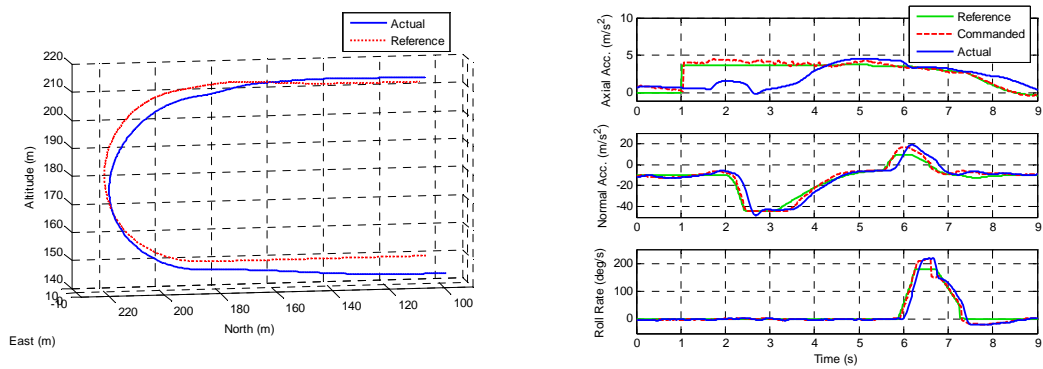 Actual
Reference
220
210
200
190
180
170
160
150
140
Altitude (m)
10
-10
220
200
180
160
140
120
100
North (m)
East (m)
Reference
Commanded
Actual
10
5
0
Axial Acc. (m/s²)
0 1 2 3 4 5 6 7 8 9
20
0
-20
-40
Normal Acc. (m/s²)
0 1 2 3 4 5 6 7 8 9
200
100
0
Roll Rate (deg/s)
0 1 2 3 4 5 6 7 8 9
Time (s)